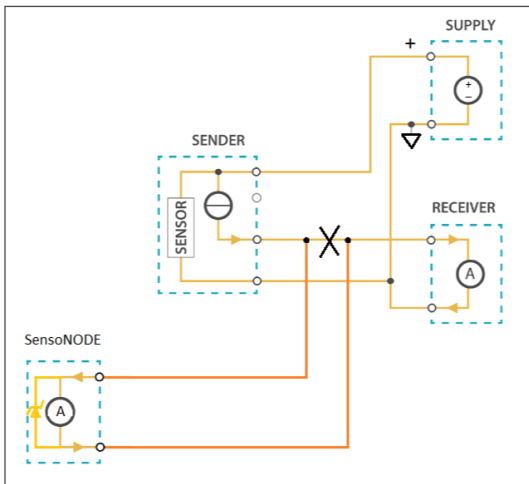 SUPPLY
+
+
−
SENDER
SENSOR
RECEIVER
A
SensoNODE
A